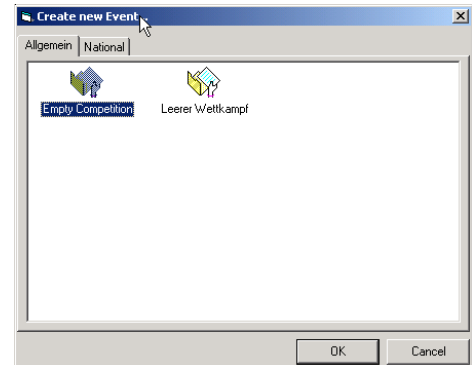 Create new Event...
Allgemein National
Empty Competition Leerer Wettkampf
OK Cancel